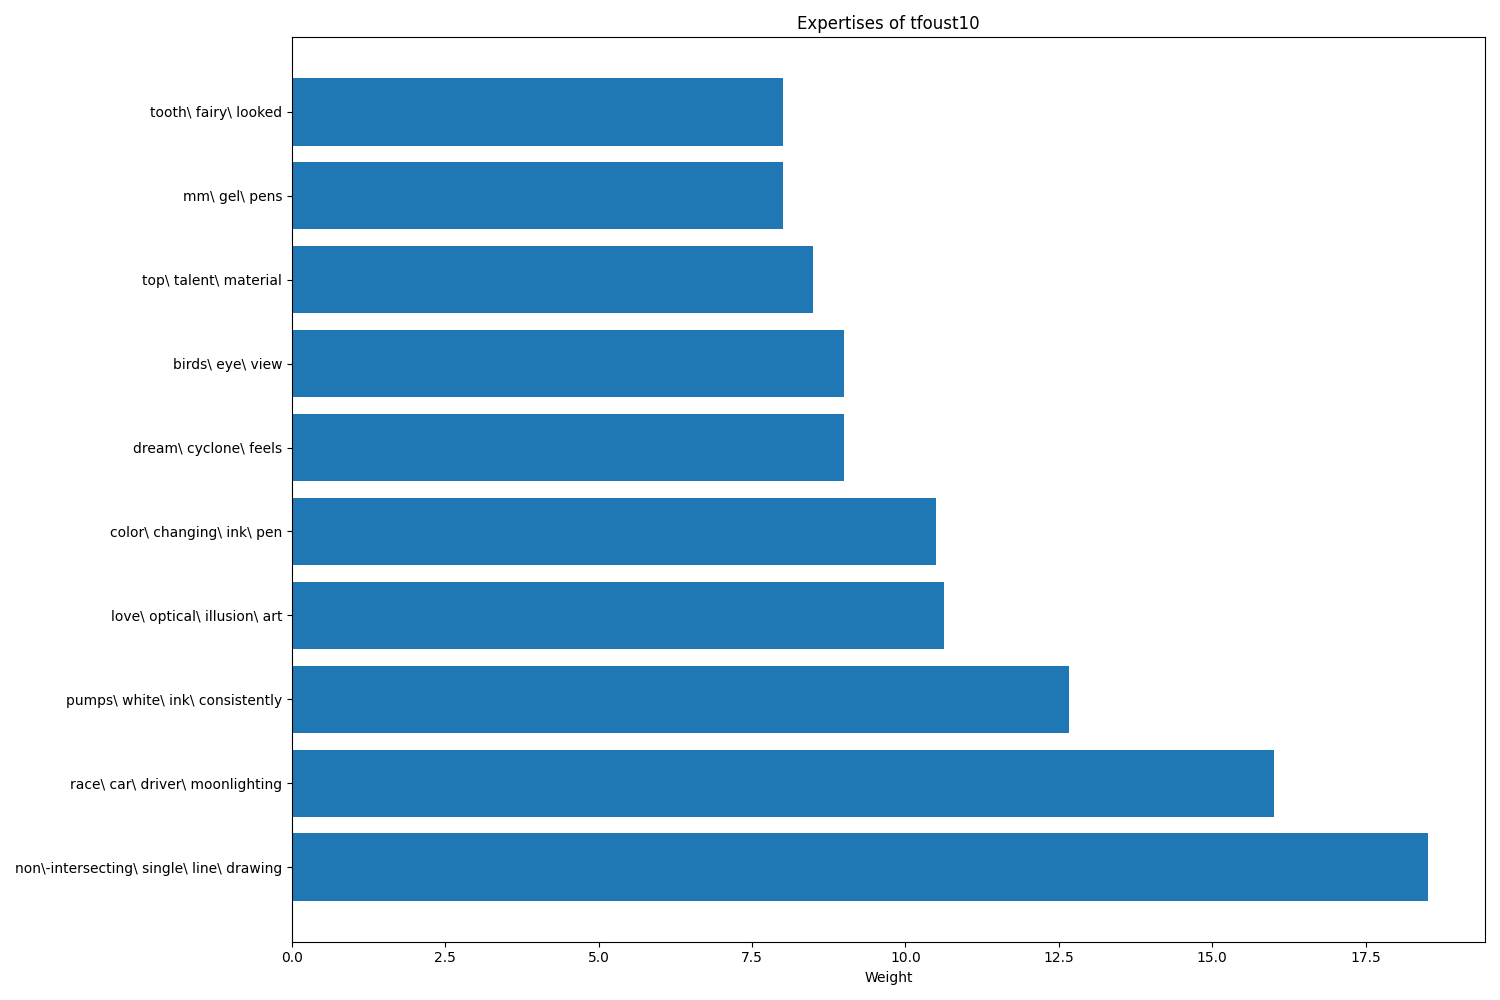 Expertises of tfoust10
tooth\ fairy\ looked
mm\ gel\ pens
top\ talent\ material
birds\ eye\ view
dream\ cyclone\ feels
color\ changing\ ink\ pen
love\ optical\ illusion\ art
pumps\ white\ ink\ consistently
race\ car\ driver\ moonlighting
non\-intersecting\ single\ line\ drawing
0.0 2.5 5.0 7.5 10.0 12.5 15.0 17.5
Weight